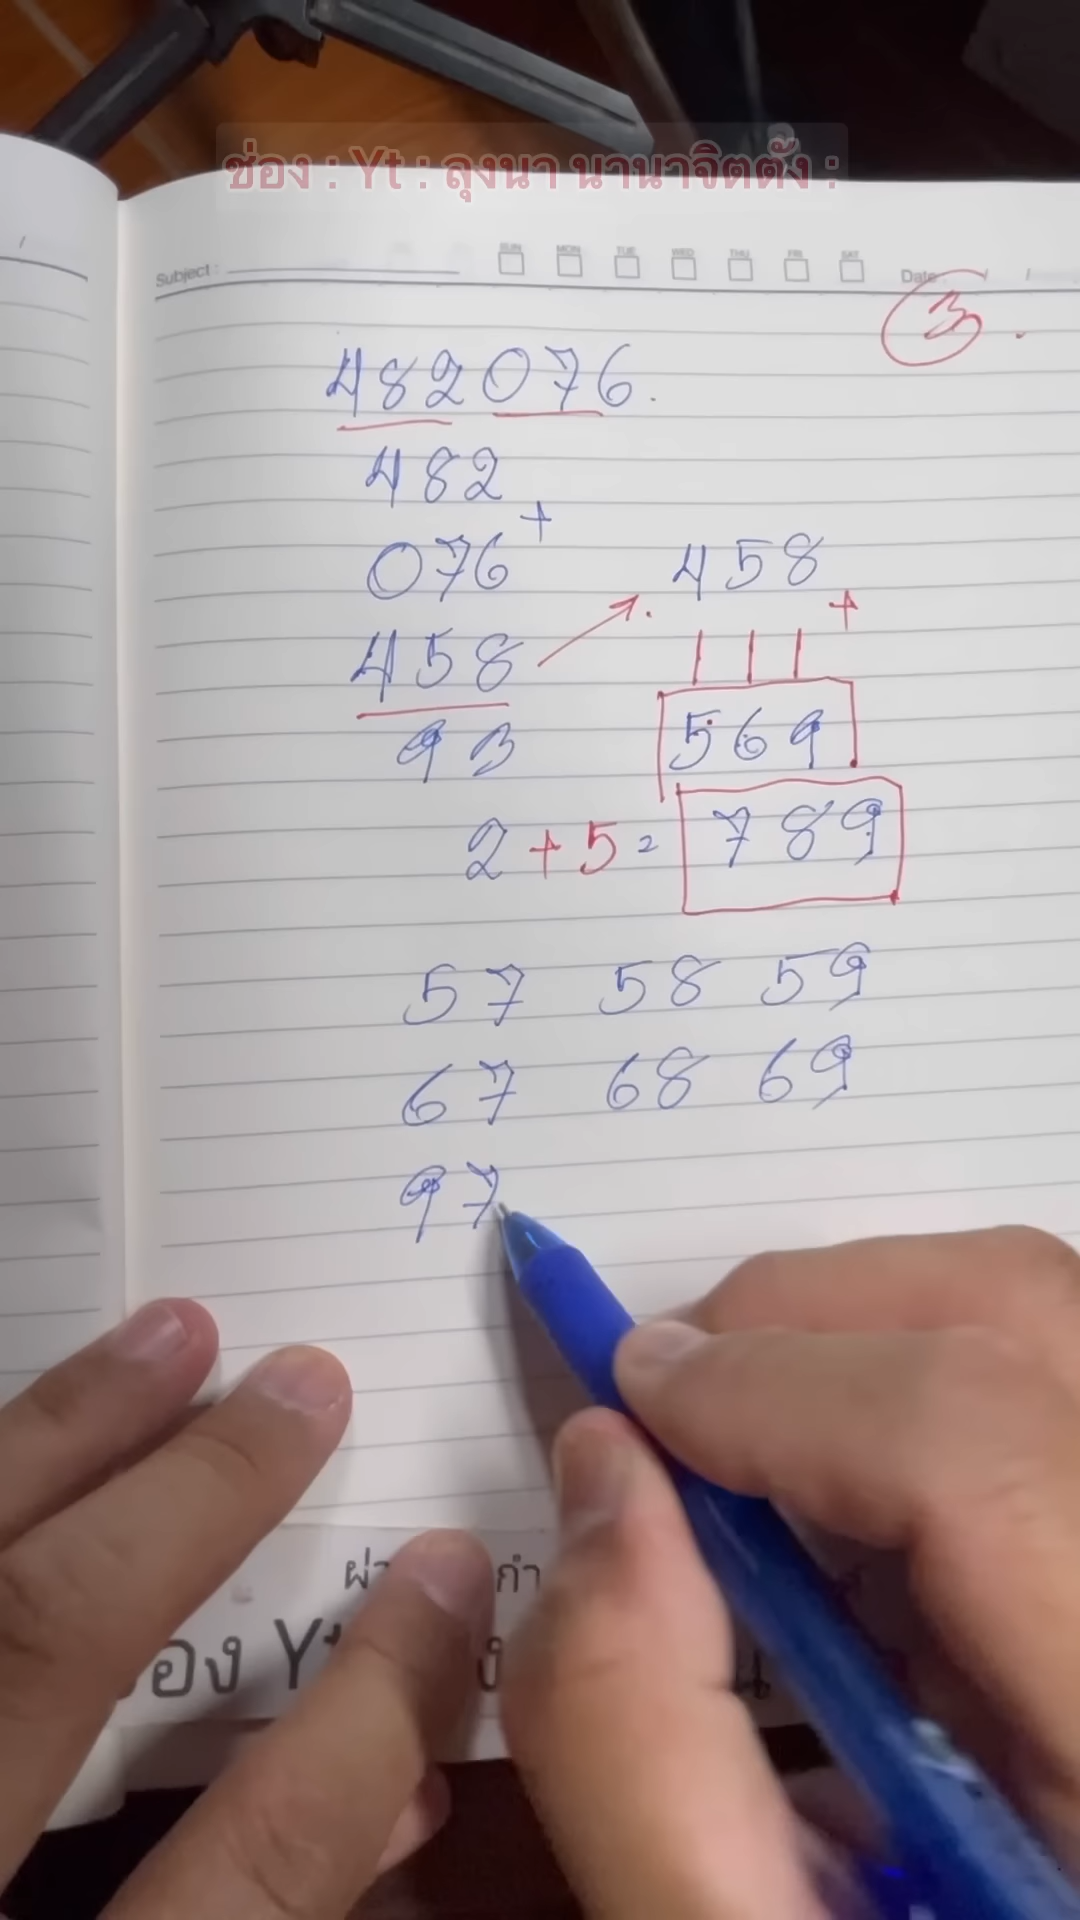 ช่อง : Yt : ลุงนา นานาจิตตัง :
SUN MON TUE WED THU FRI SAT
Subject : Date / /
3.
482076.
482
+
076
458
+
458
1 1 1
93
569
2 + 5 = 789
57 58 59
67 68 69
97
Yt